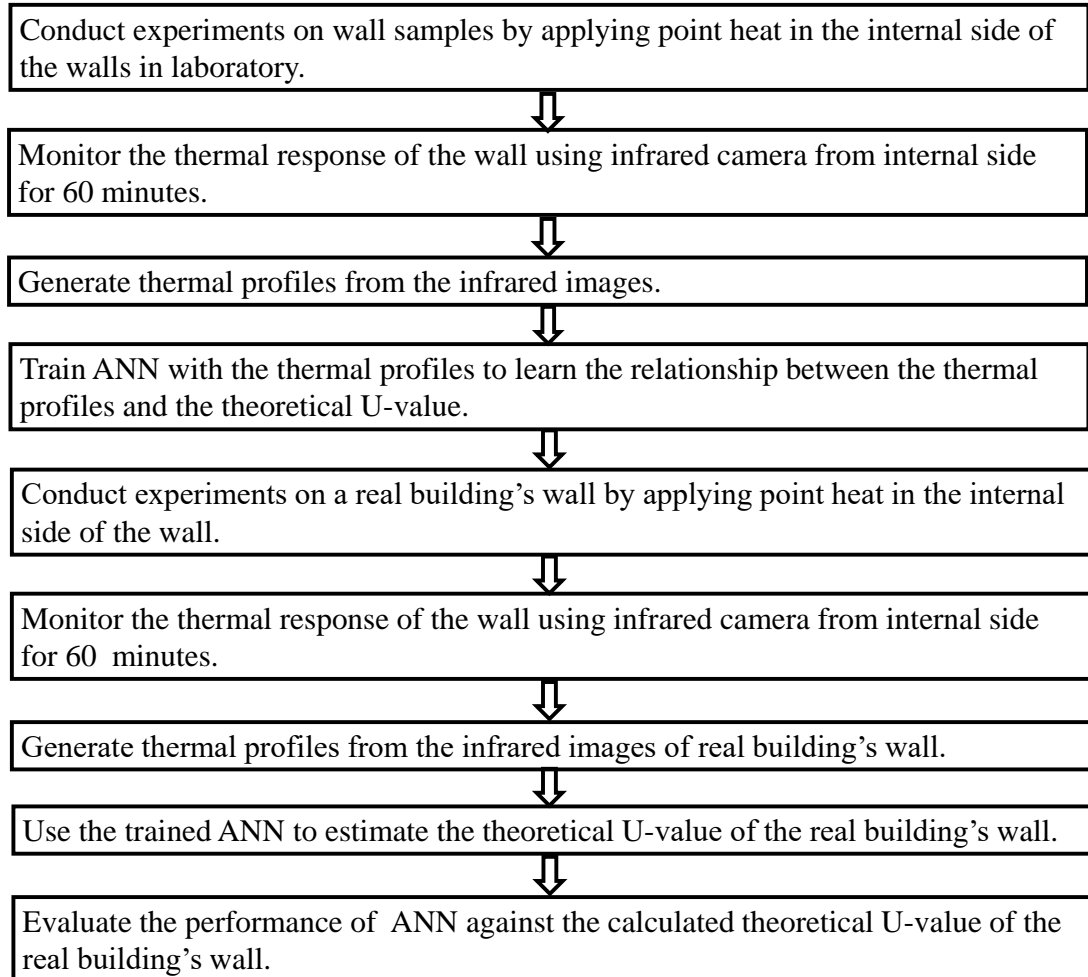 Conduct experiments on wall samples by applying point heat in the internal side of
the walls in laboratory.
Monitor the thermal response of the wall using infrared camera from internal side
for 60 minutes.
Generate thermal profiles from the infrared images.
Train ANN with the thermal profiles to learn the relationship between the thermal
profiles and the theoretical U-value.
Conduct experiments on a real building’s wall by applying point heat in the internal
side of the wall.
Monitor the thermal response of the wall using infrared camera from internal side
for 60  minutes.
Generate thermal profiles from the infrared images of real building’s wall.
Use the trained ANN to estimate the theoretical U-value of the real building’s wall.
Evaluate the performance of  ANN against the calculated theoretical U-value of the
real building’s wall.